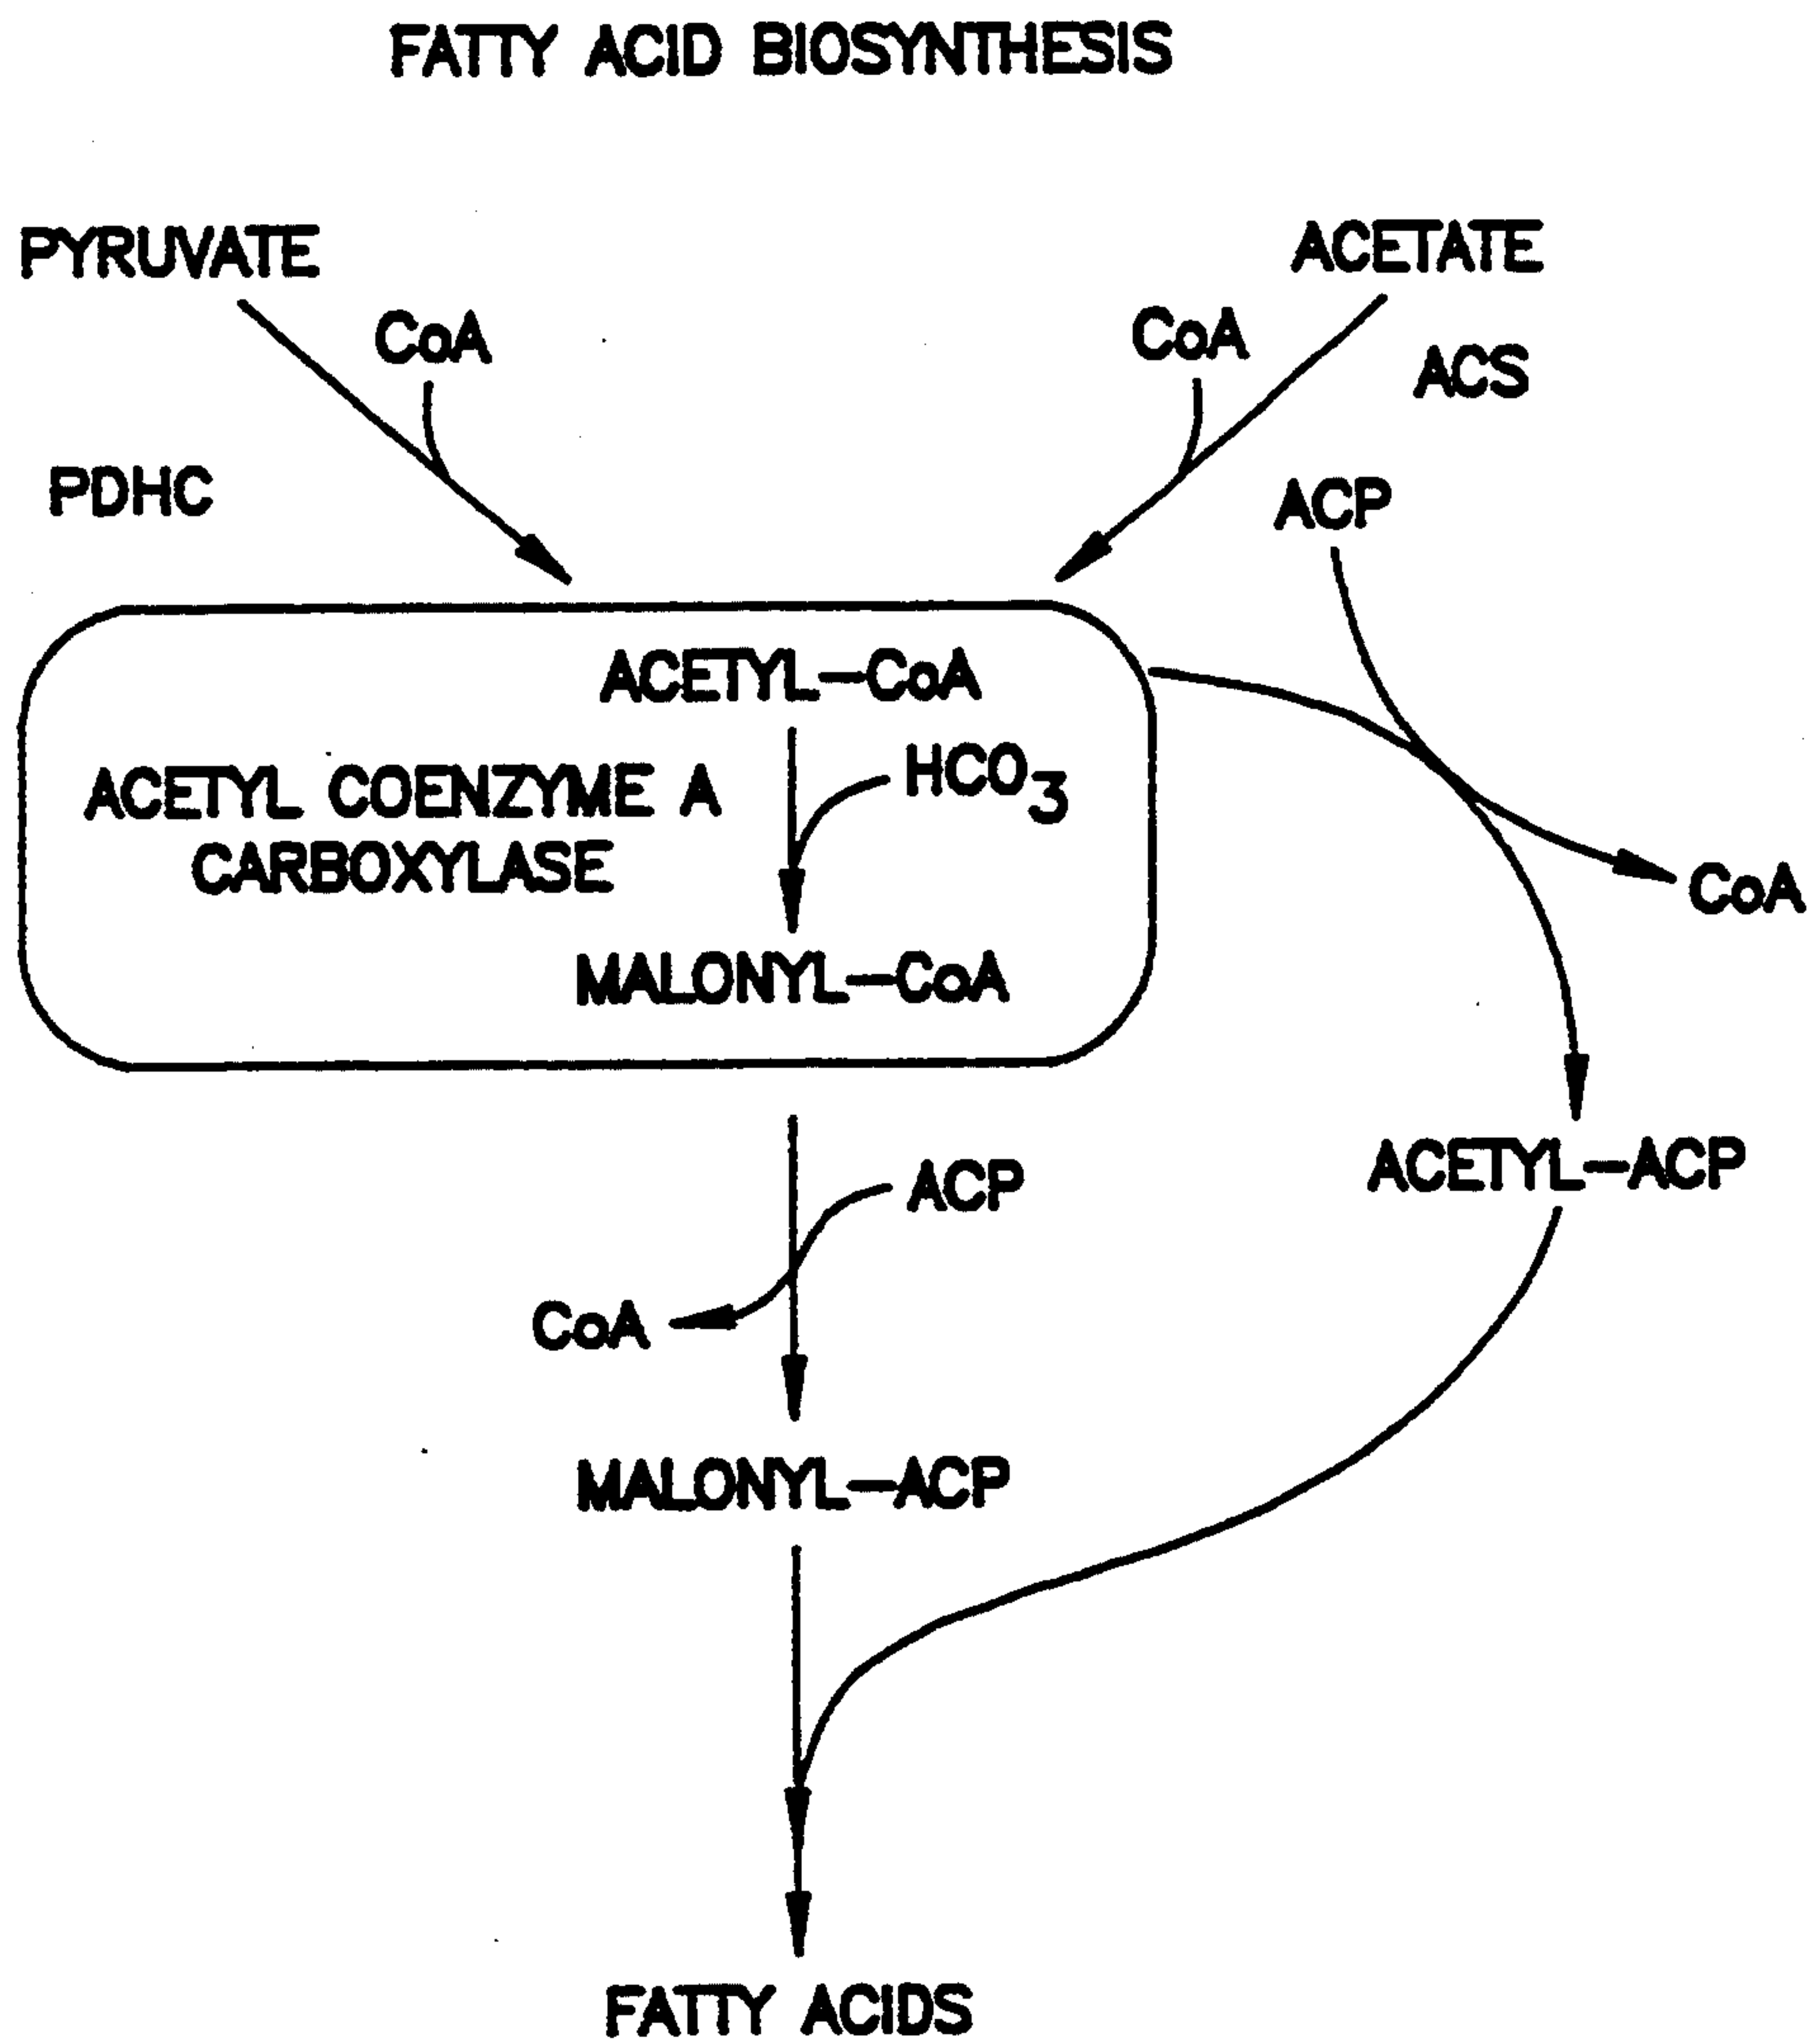 FATTY ACID BIOSYNTHESIS
PYRUVATE
ACETATE
CoA
CoA
ACS
PDHC
ACP
ACETYL-CoA
HCO3
ACETYL COENZYME A
CARBOXYLASE
CoA
MALONYL-CoA
ACP
ACETYL-ACP
CoA
MALONYL-ACP
FATTY ACIDS